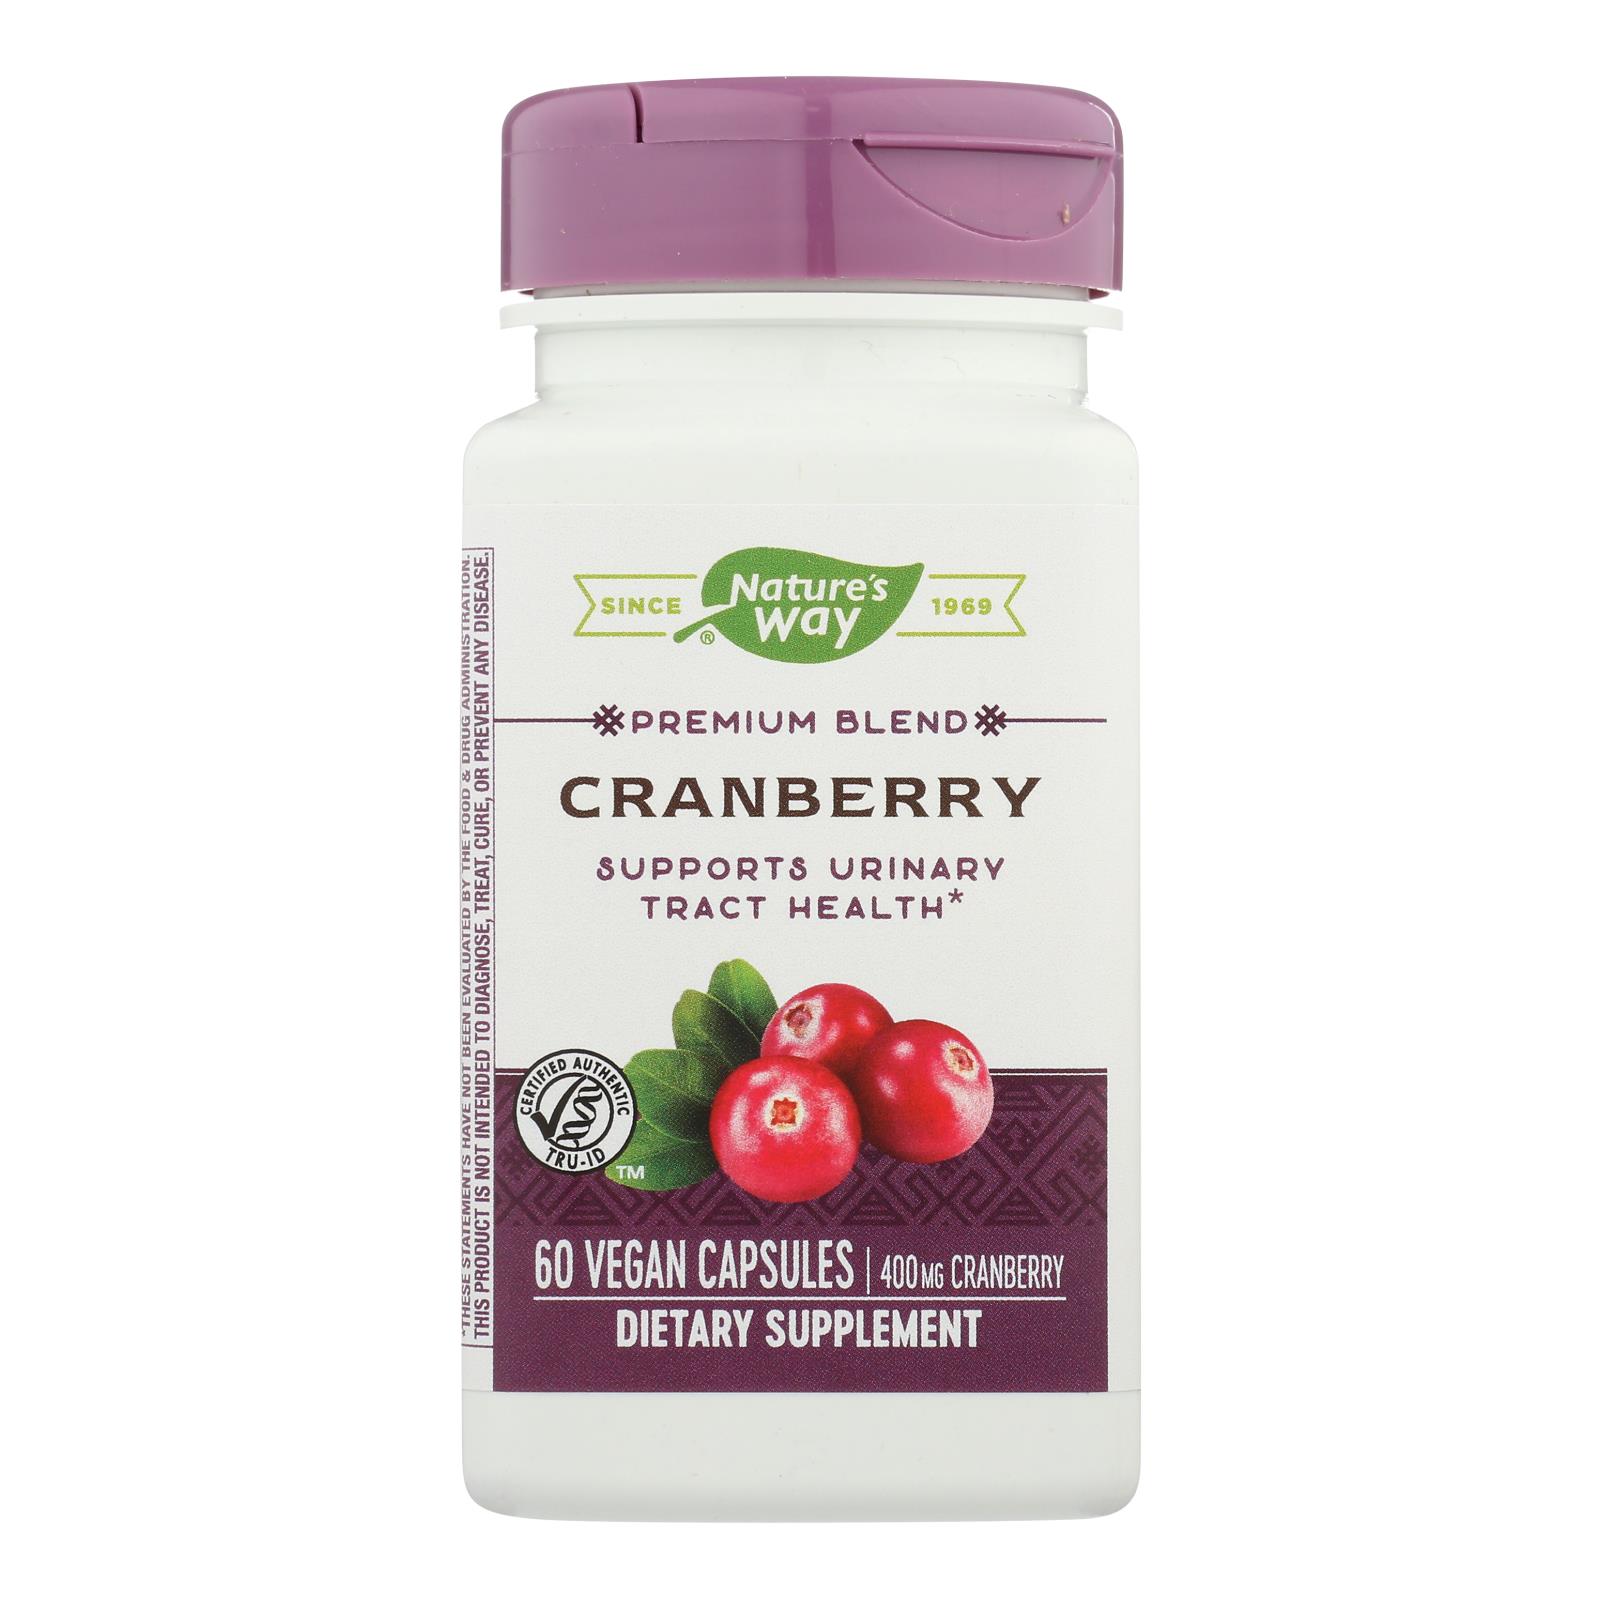 SINCE
Nature's
Way®
1969
PREMIUM BLEND
CRANBERRY
SUPPORTS URINARY
TRACT HEALTH*
CERTIFIED AUTHENTIC
TRU-ID
™
60 VEGAN CAPSULES | 400 MG CRANBERRY
DIETARY SUPPLEMENT
*THESE STATEMENTS HAVE NOT BEEN EVALUATED BY THE FOOD & DRUG ADMINISTRATION.
THIS PRODUCT IS NOT INTENDED TO DIAGNOSE, TREAT, CURE, OR PREVENT ANY DISEASE.